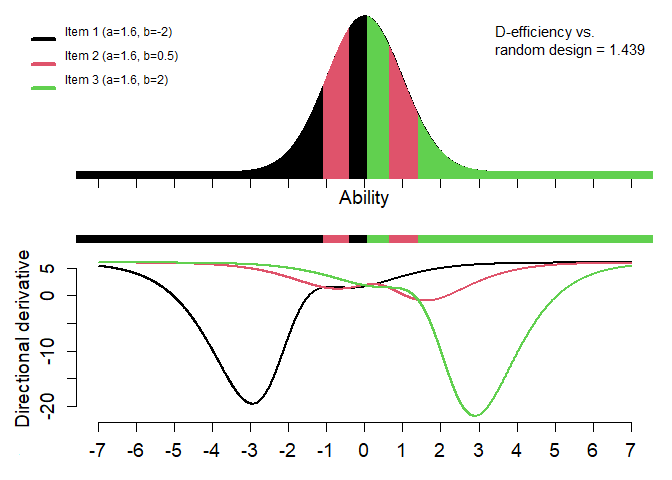 Item 1 (a=1.6, b=-2)
Item 2 (a=1.6, b=0.5)
Item 3 (a=1.6, b=2)
D-efficiency vs.
random design = 1.439
Ability
Directional derivative
5
0
-10
-20
-7 -6 -5 -4 -3 -2 -1 0 1 2 3 4 5 6 7